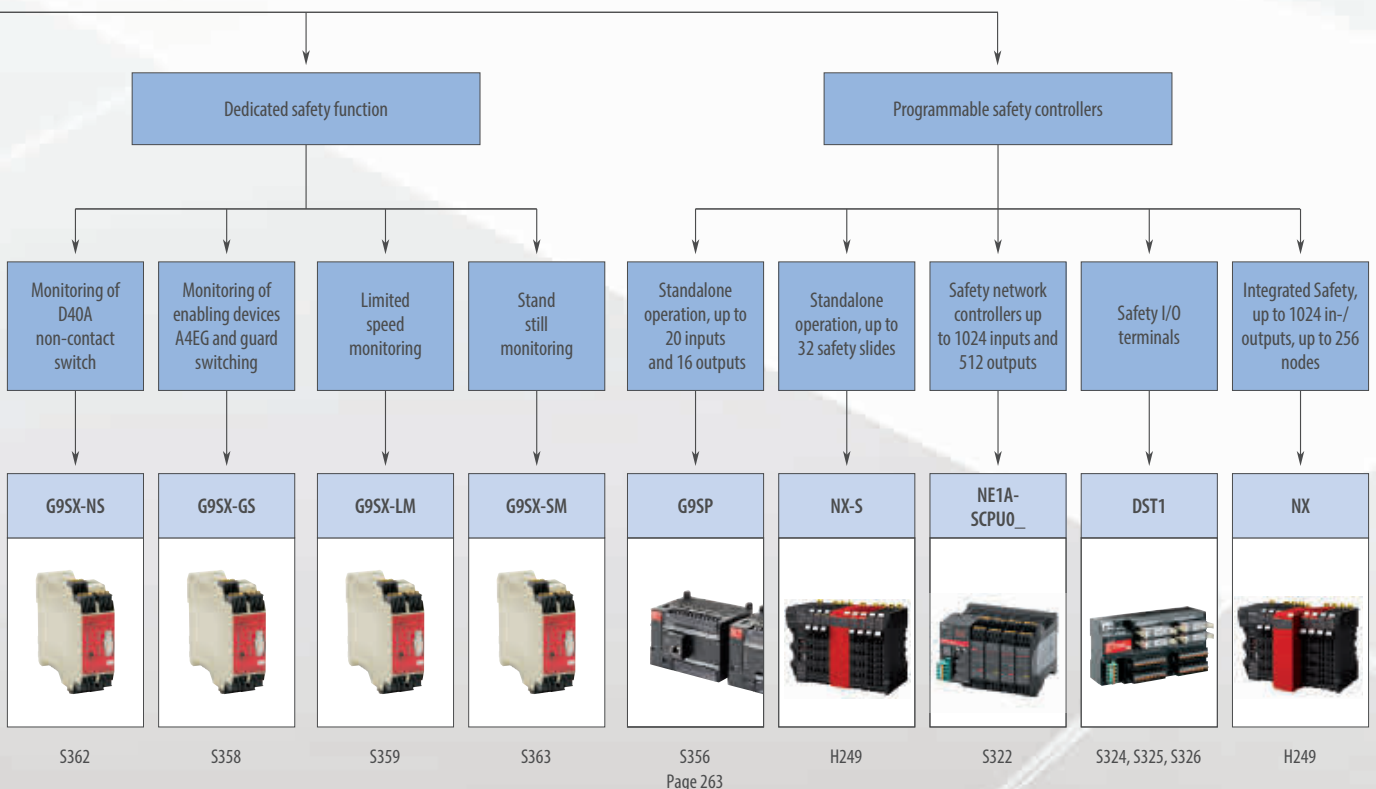 Dedicated safety function
Programmable safety controllers
Monitoring of
D40A
non-contact
switch
Monitoring of
enabling devices
A4EG and guard
switching
Limited
speed
monitoring
Stand
still
monitoring
Standalone
operation, up to
20 inputs
and 16 outputs
Standalone
operation, up to
32 safety slides
Safety network
controllers up
to 1024 inputs and
512 outputs
Safety I/O
terminals
Integrated Safety,
up to 1024 in-/
outputs, up to 256
nodes
G9SX-NS
G9SX-GS
G9SX-LM
G9SX-SM
G9SP
NX-S
NE1A-
SCPU0_
DST1
NX
S362
S358
S359
S363
S356
Page 263
H249
S322
S324, S325, S326
H249